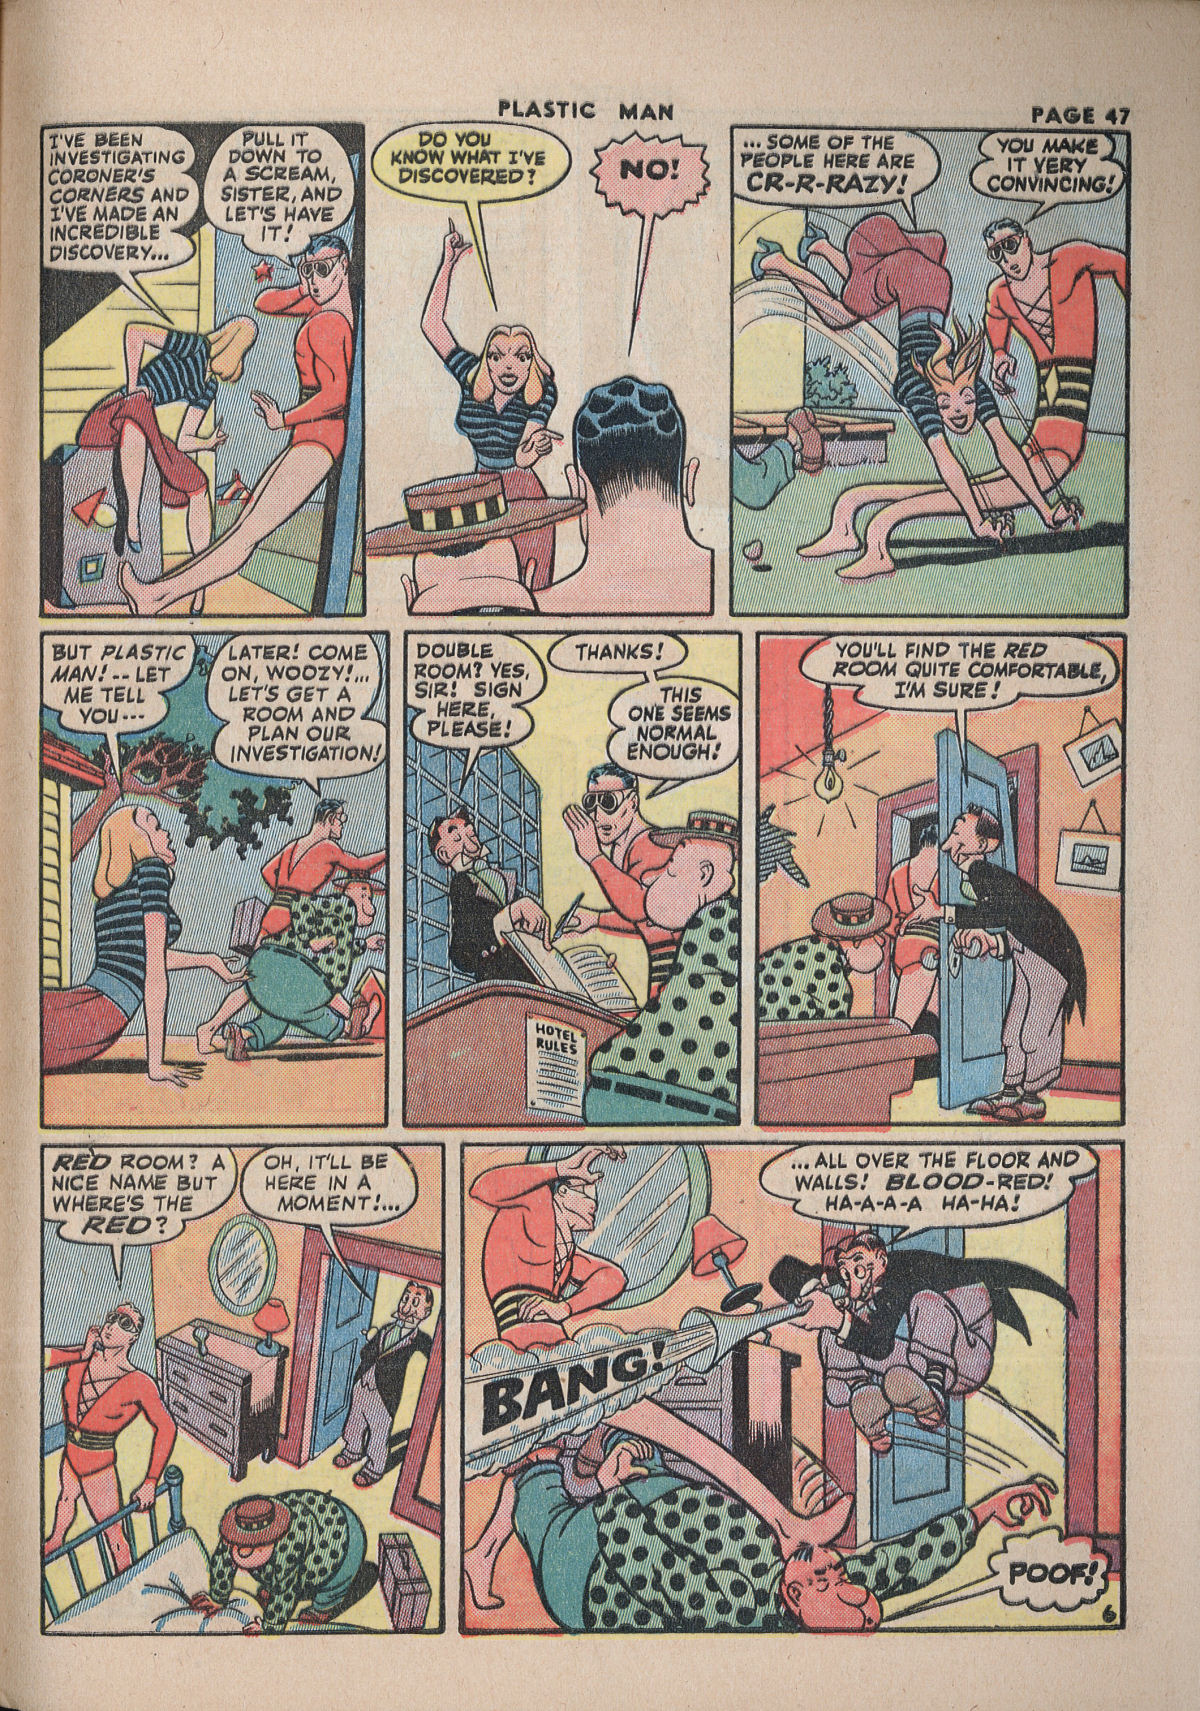 PLASTIC MAN
PAGE 47
I'VE BEEN
INVESTIGATING
CORONER'S
CORNERS AND
I'VE MADE AN
INCREDIBLE
DISCOVERY...
PULL IT
DOWN TO
A SCREAM,
SISTER, AND
LET'S HAVE
IT!
DO YOU
KNOW WHAT I'VE
DISCOVERED?
NO!
...SOME OF THE
PEOPLE HERE ARE
CR-R-RAZY!
YOU MAKE
IT VERY
CONVINCING!
BUT PLASTIC
MAN!--LET
ME TELL
YOU---
LATER! COME
ON, WOOZY!...
LET'S GET A
ROOM AND
PLAN OUR
INVESTIGATION!
DOUBLE
ROOM? YES,
SIR! SIGN
HERE,
PLEASE!
THANKS!
THIS
ONE SEEMS
NORMAL
ENOUGH!
HOTEL
RULES
YOU'LL FIND THE RED
ROOM QUITE COMFORTABLE,
I'M SURE!
RED ROOM? A
NICE NAME BUT
WHERE'S THE
RED?
OH, IT'LL BE
HERE IN A
MOMENT!...
...ALL OVER THE FLOOR AND
WALLS! BLOOD-RED!
HA-A-A-A HA-HA!
BANG!
POOF!
6